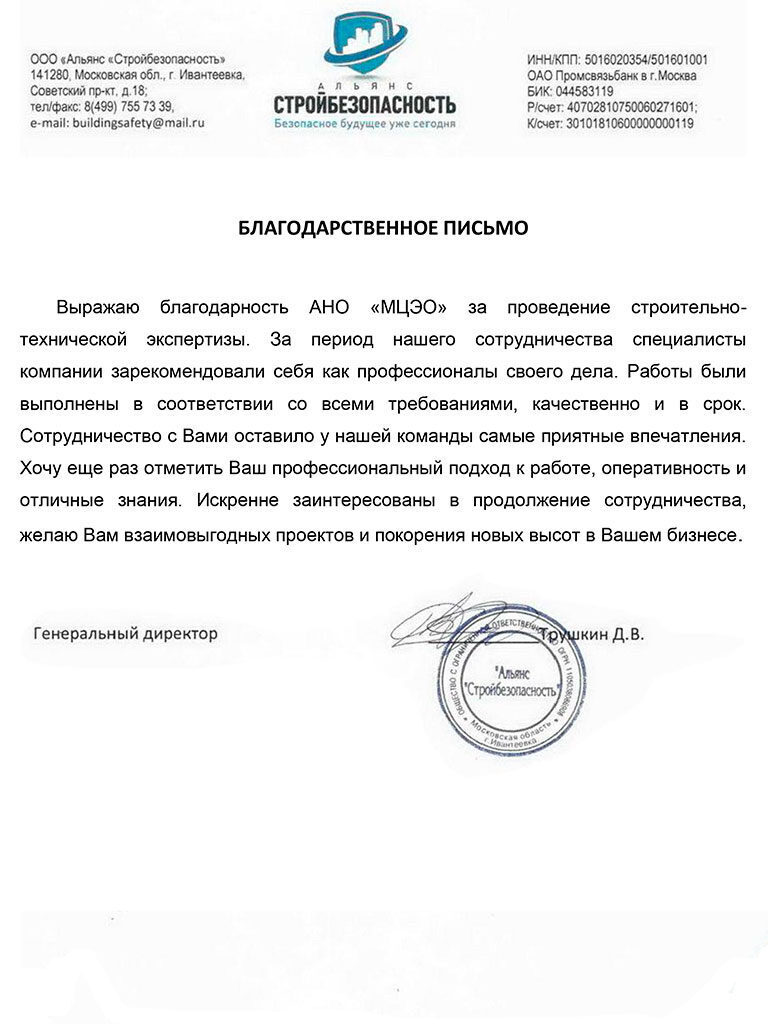 ООО «Альянс «Стройбезопасность»
141280, Московская обл., г. Ивантеевка,
Советский пр-кт, д.18;
тел/факс: 8(499) 755 73 39,
e-mail: buildingsafety@mail.ru
АЛЬЯНС
СТРОЙБЕЗОПАСНОСТЬ
Безопасное будущее уже сегодня
ИНН/КПП: 5016020354/501601001
ОАО Промсвязьбанк в г.Москва
БИК: 044583119
Р/счет: 40702810750060271601;
К/счет: 30101810600000000119
БЛАГОДАРСТВЕННОЕ ПИСЬМО
Выражаю благодарность АНО «МЦЭО» за проведение строительно-
технической экспертизы. За период нашего сотрудничества специалисты
компании зарекомендовали себя как профессионалы своего дела. Работы были
выполнены в соответствии со всеми требованиями, качественно и в срок.
Сотрудничество с Вами оставило у нашей команды самые приятные впечатления.
Хочу еще раз отметить Ваш профессиональный подход к работе, оперативность и
отличные знания. Искренне заинтересованы в продолжение сотрудничества,
желаю Вам взаимовыгодных проектов и покорения новых высот в Вашем бизнесе.
Генеральный директор
Трушкин Д.В.
ОБЩЕСТВО С ОГРАНИЧЕННОЙ ОТВЕТСТВЕННОСТЬЮ ОГРН
"Альянс
"Стройбезопасность"
Московская область
г.Ивантеевка